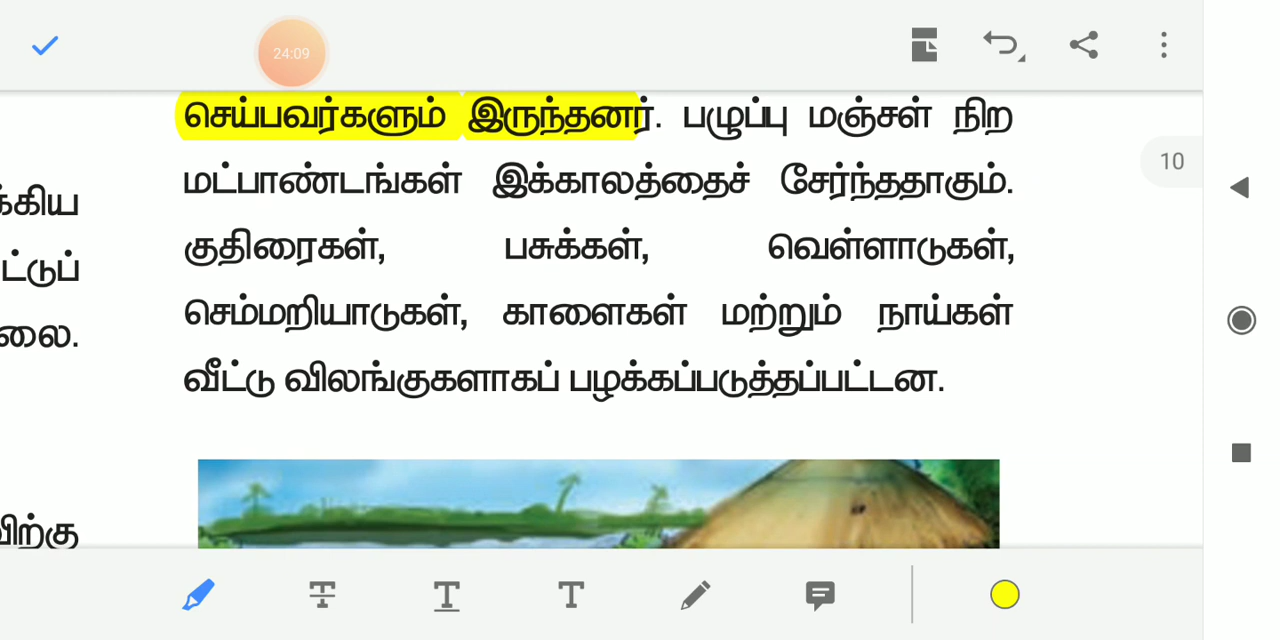 24:09
செய்பவர்களும் இருந்தனர். பழுப்பு மஞ்சள் நிற
மட்பாண்டங்கள் இக்காலத்தைச் சேர்ந்ததாகும்.
குதிரைகள், பசுக்கள், வெள்ளாடுகள்,
செம்மறியாடுகள், காளைகள் மற்றும் நாய்கள்
வீட்டு விலங்குகளாகப் பழக்கப்படுத்தப்பட்டன.
10